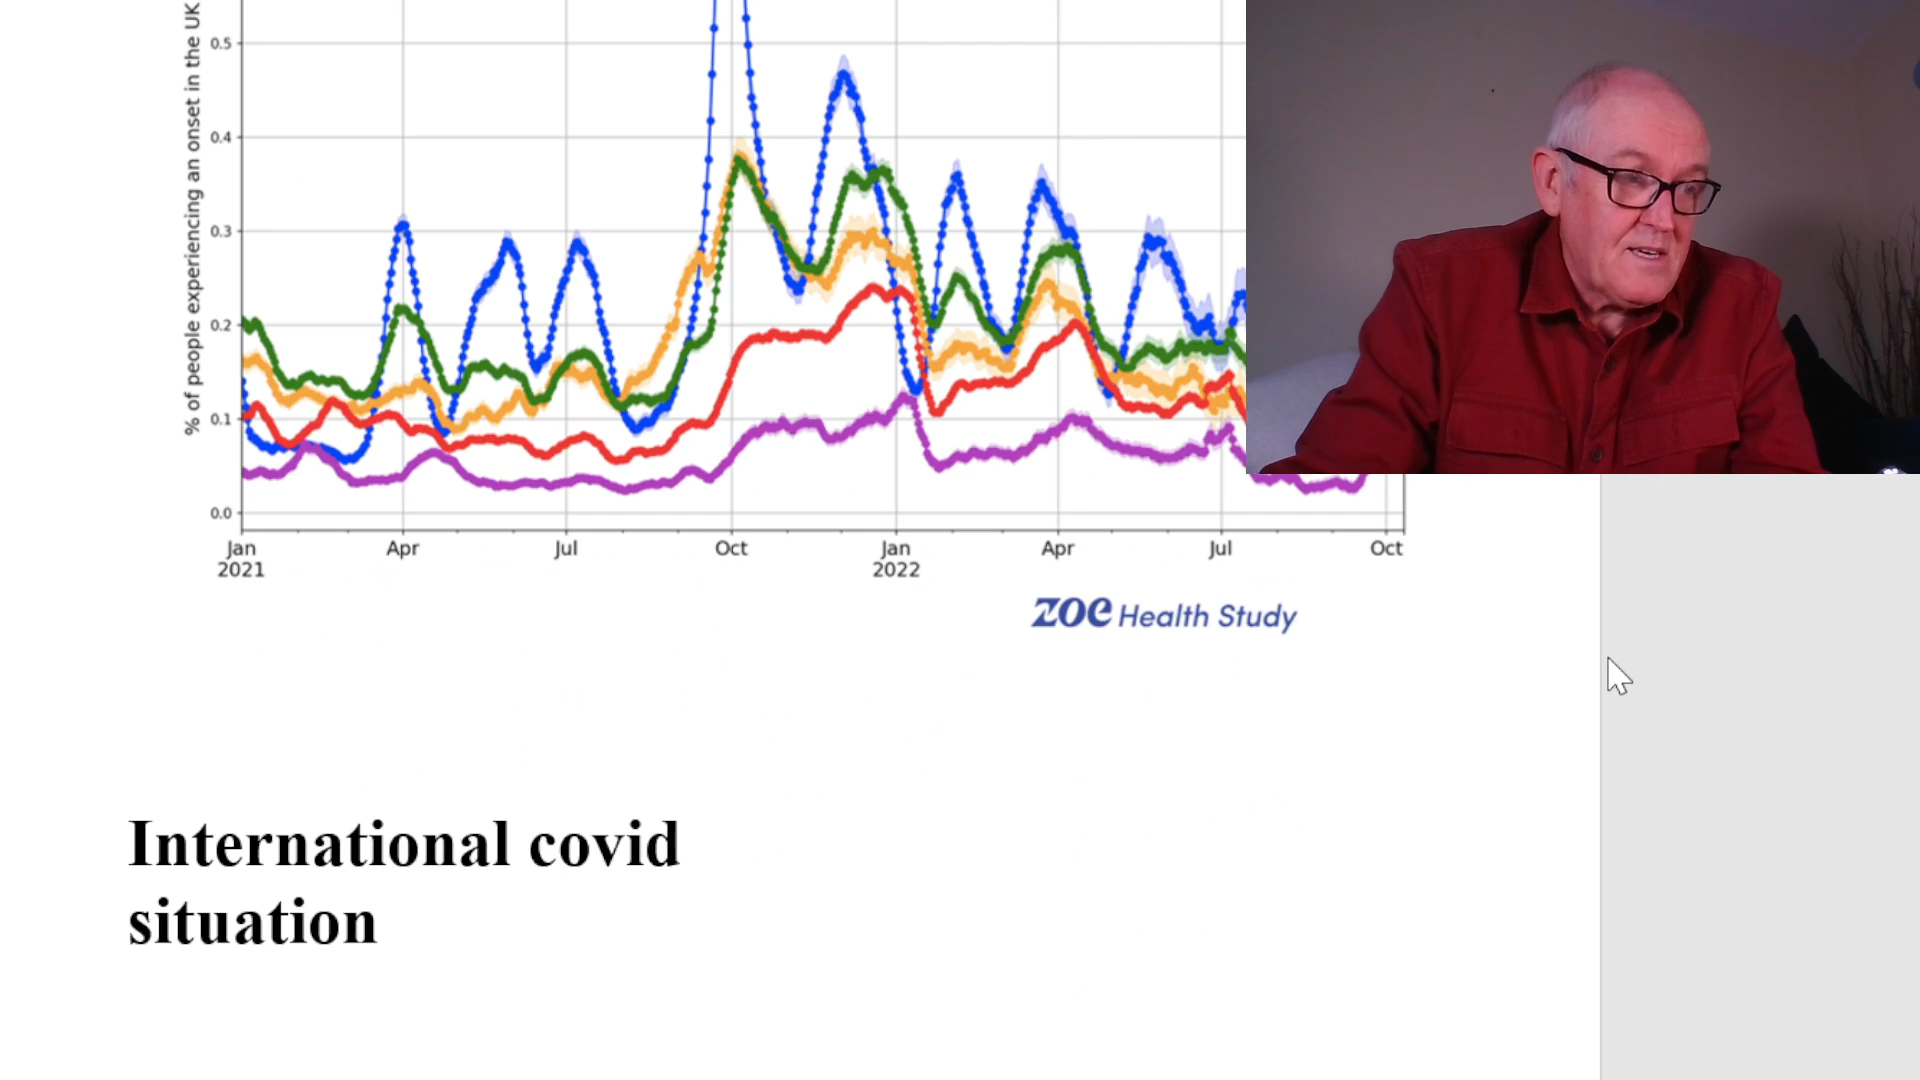 % of people experiencing an onset in the UK
0.5
0.4
0.3
0.2
0.1
0.0
Jan Apr Jul Oct Jan Apr Jul Oct
2021 2022
zoe Health Study
International covid
situation